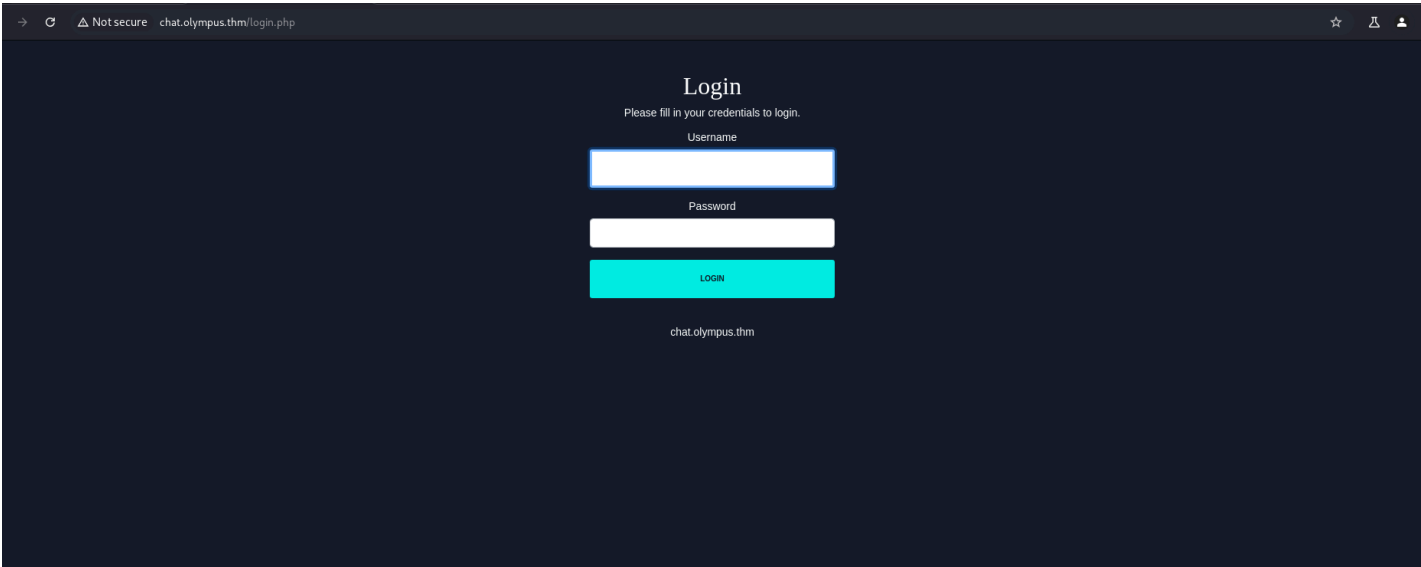 Not secure chat.olympus.thm/login.php
Login
Please fill in your credentials to login.
Username
Password
LOGIN
chat.olympus.thm